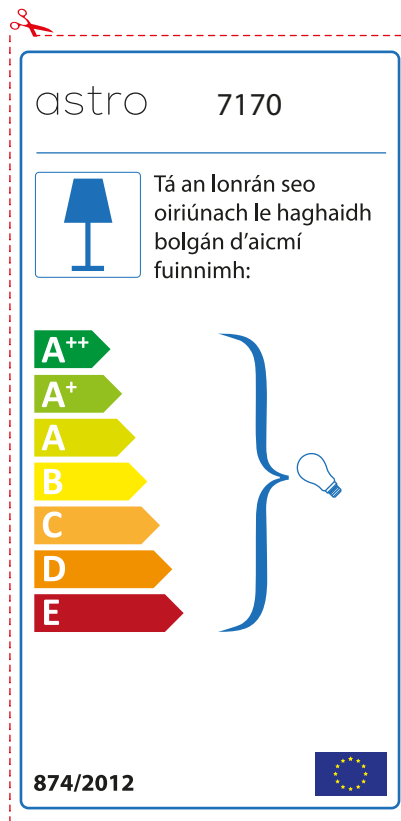 astro 7170
Tá an lonrán seo
oiriúnach le haghaidh
bolgán d'aicmí
fuinnimh:
A++
A+
A
B
C
D
E
874/2012